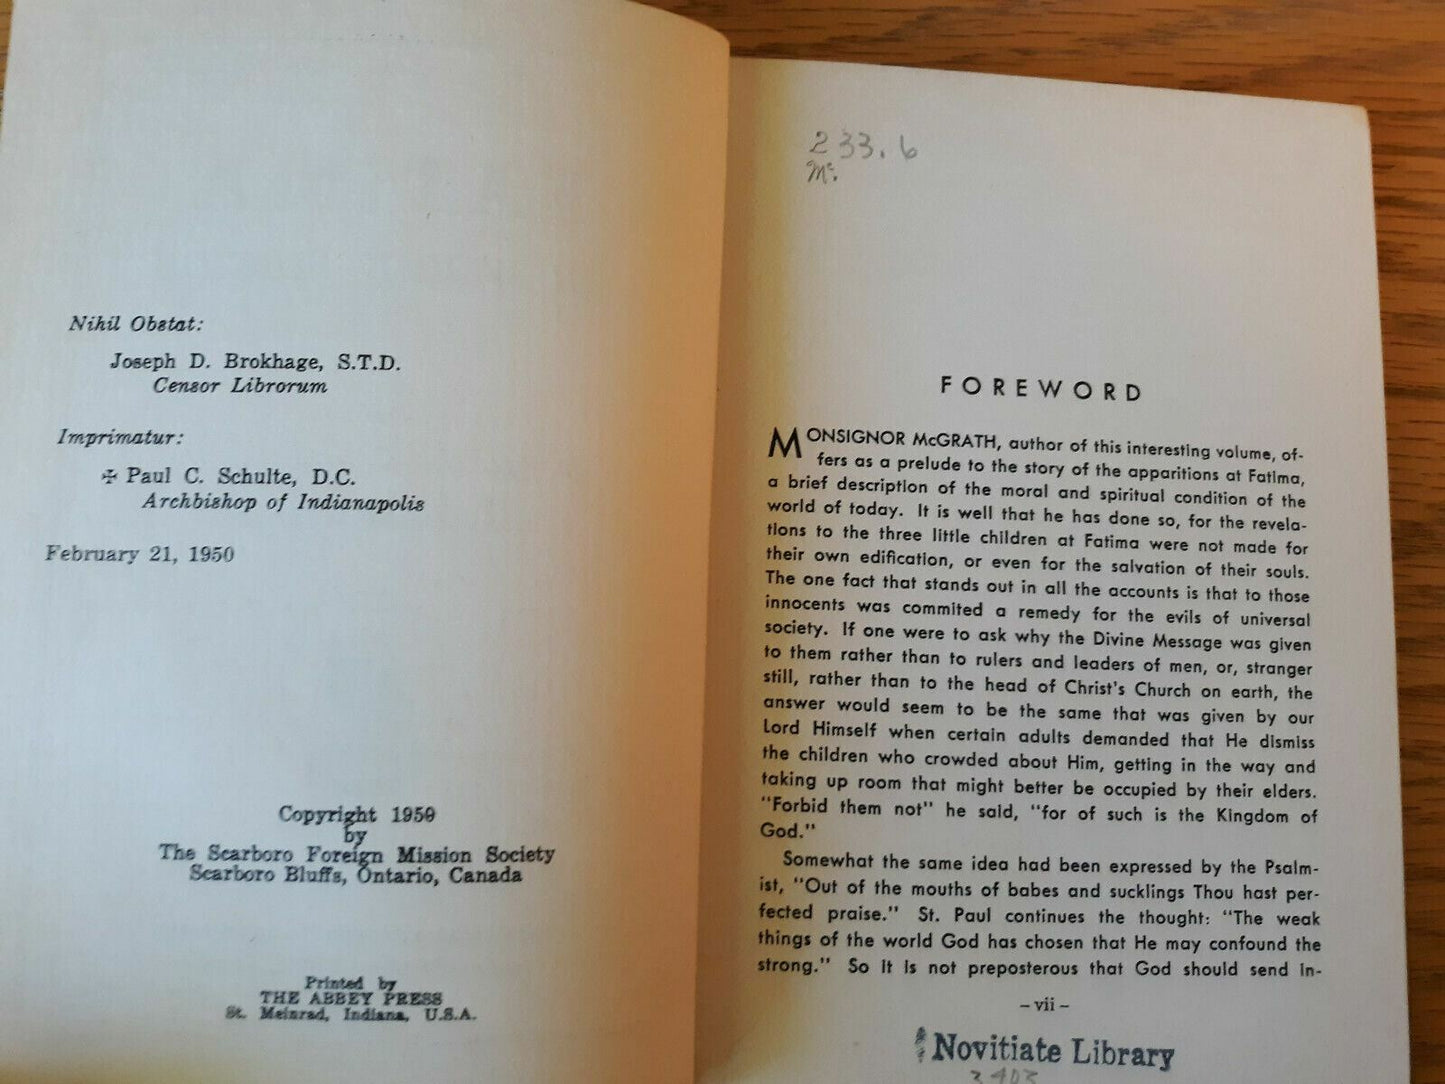 Nihil Obstat:
Joseph D. Brokhage, S.T.D.
Censor Librorum
Imprimatur:
✠ Paul C. Schulte, D.C.
Archbishop of Indianapolis
February 21, 1950
Copyright 1950
by
The Scarboro Foreign Mission Society
Scarboro Bluffs, Ontario, Canada
Printed by
THE ABBEY PRESS
St. Meinrad, Indiana, U.S.A.
233.6
Mc.
FOREWORD
MONSIGNOR McGRATH, author of this interesting volume, of-
fers as a prelude to the story of the apparitions at Fatima,
a brief description of the moral and spiritual condition of the
world of today. It is well that he has done so, for the revela-
tions to the three little children at Fatima were not made for
their own edification, or even for the salvation of their souls.
The one fact that stands out in all the accounts is that to those
innocents was commited a remedy for the evils of universal
society. If one were to ask why the Divine Message was given
to them rather than to rulers and leaders of men, or, stranger
still, rather than to the head of Christ's Church on earth, the
answer would seem to be the same that was given by our
Lord Himself when certain adults demanded that He dismiss
the children who crowded about Him, getting in the way and
taking up room that might better be occupied by their elders.
"Forbid them not" he said, "for of such is the Kingdom of
God."
Somewhat the same idea had been expressed by the Psalm-
ist, "Out of the mouths of babes and sucklings Thou hast per-
fected praise." St. Paul continues the thought: "The weak
things of the world God has chosen that He may confound the
strong." So it is not preposterous that God should send in-
– vii –
Novitiate Library